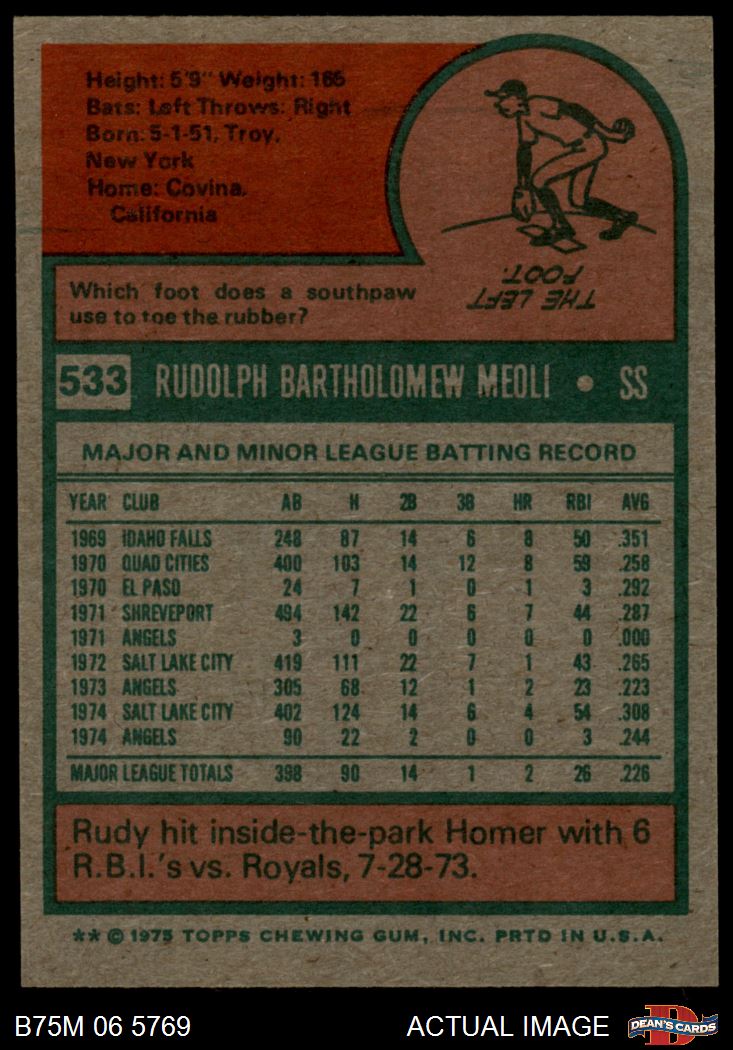 Height: 5'9" Weight: 165
Bats: Left Throws: Right
Born: 5-1-51, Troy,
New York
Home: Covina,
California
Which foot does a southpaw
use to toe the rubber?
THE LEFT
FOOT.
533 RUDOLPH BARTHOLOMEW MEOLI • SS
MAJOR AND MINOR LEAGUE BATTING RECORD
YEAR CLUB AB H 2B 3B HR RBI AVG
1969 IDAHO FALLS 248 87 14 6 8 50 .351
1970 QUAD CITIES 400 103 14 12 8 59 .258
1970 EL PASO 24 7 1 0 1 3 .292
1971 SHREVEPORT 494 142 22 6 7 44 .287
1971 ANGELS 3 0 0 0 0 0 .000
1972 SALT LAKE CITY 419 111 22 7 1 43 .265
1973 ANGELS 305 68 12 1 2 23 .223
1974 SALT LAKE CITY 402 124 14 6 4 54 .308
1974 ANGELS 90 22 2 0 0 3 .244
MAJOR LEAGUE TOTALS 398 90 14 1 2 26 .226
Rudy hit inside-the-park Homer with 6
R.B.I.'s vs. Royals, 7-28-73.
** © 1975 TOPPS CHEWING GUM, INC. PRTD IN U.S.A.
B75M 06 5769 ACTUAL IMAGE D DEAN'S CARDS